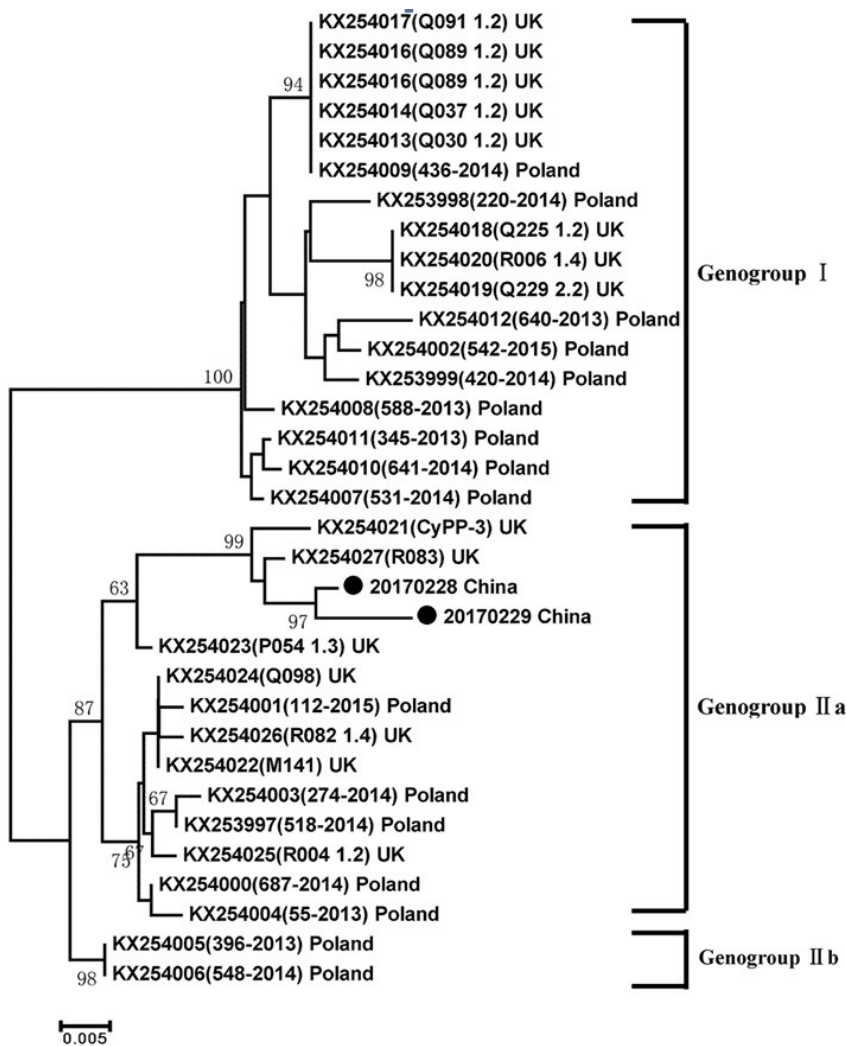 KX254017(Q091 1.2) UK
KX254016(Q089 1.2) UK
KX254016(Q089 1.2) UK
94
KX254014(Q037 1.2) UK
KX254013(Q030 1.2) UK
KX254009(436-2014) Poland
KX253998(220-2014) Poland
KX254018(Q225 1.2) UK
KX254020(R006 1.4) UK
98
KX254019(Q229 2.2) UK
Genogroup Ⅰ
KX254012(640-2013) Poland
KX254002(542-2015) Poland
KX253999(420-2014) Poland
100
KX254008(588-2013) Poland
KX254011(345-2013) Poland
KX254010(641-2014) Poland
KX254007(531-2014) Poland
KX254021(CyPP-3) UK
99
KX254027(R083) UK
63
20170228 China
97
20170229 China
KX254023(P054 1.3) UK
KX254024(Q098) UK
87
KX254001(112-2015) Poland
Genogroup Ⅱa
KX254026(R082 1.4) UK
KX254022(M141) UK
67
KX254003(274-2014) Poland
KX253997(518-2014) Poland
67
75
KX254025(R004 1.2) UK
KX254000(687-2014) Poland
KX254004(55-2013) Poland
KX254005(396-2013) Poland
Genogroup Ⅱb
98
KX254006(548-2014) Poland
0.005